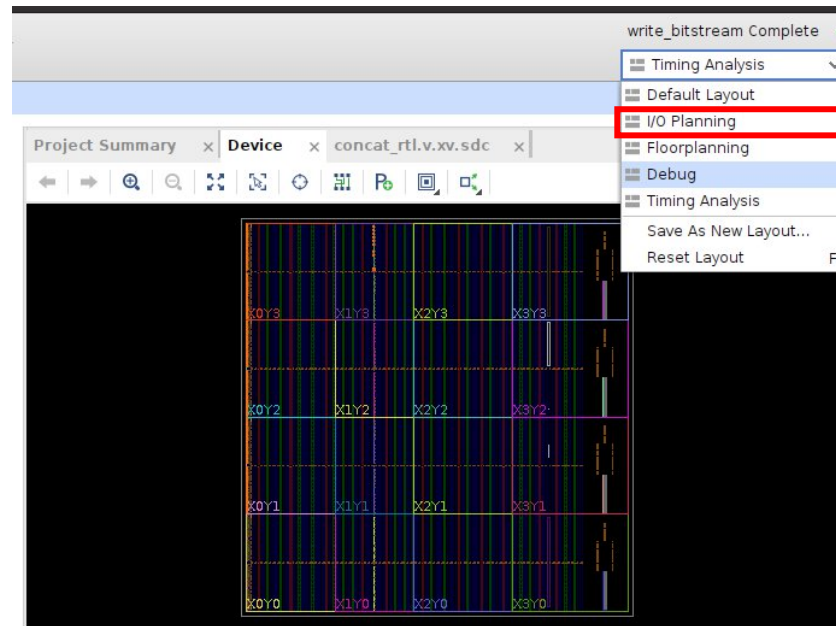 write_bitstream Complete
Timing Analysis
Default Layout
I/O Planning
Project Summary x Device x concat_rtl.v.xv.sdc x
Floorplanning
Debug
Timing Analysis
Save As New Layout...
Reset Layout F
X0Y3 X1Y3 X2Y3 X3Y3
X0Y2 X1Y2 X2Y2 X3Y2
X0Y1 X1Y1 X2Y1 X3Y1
X0Y0 X1Y0 X2Y0 X3Y0